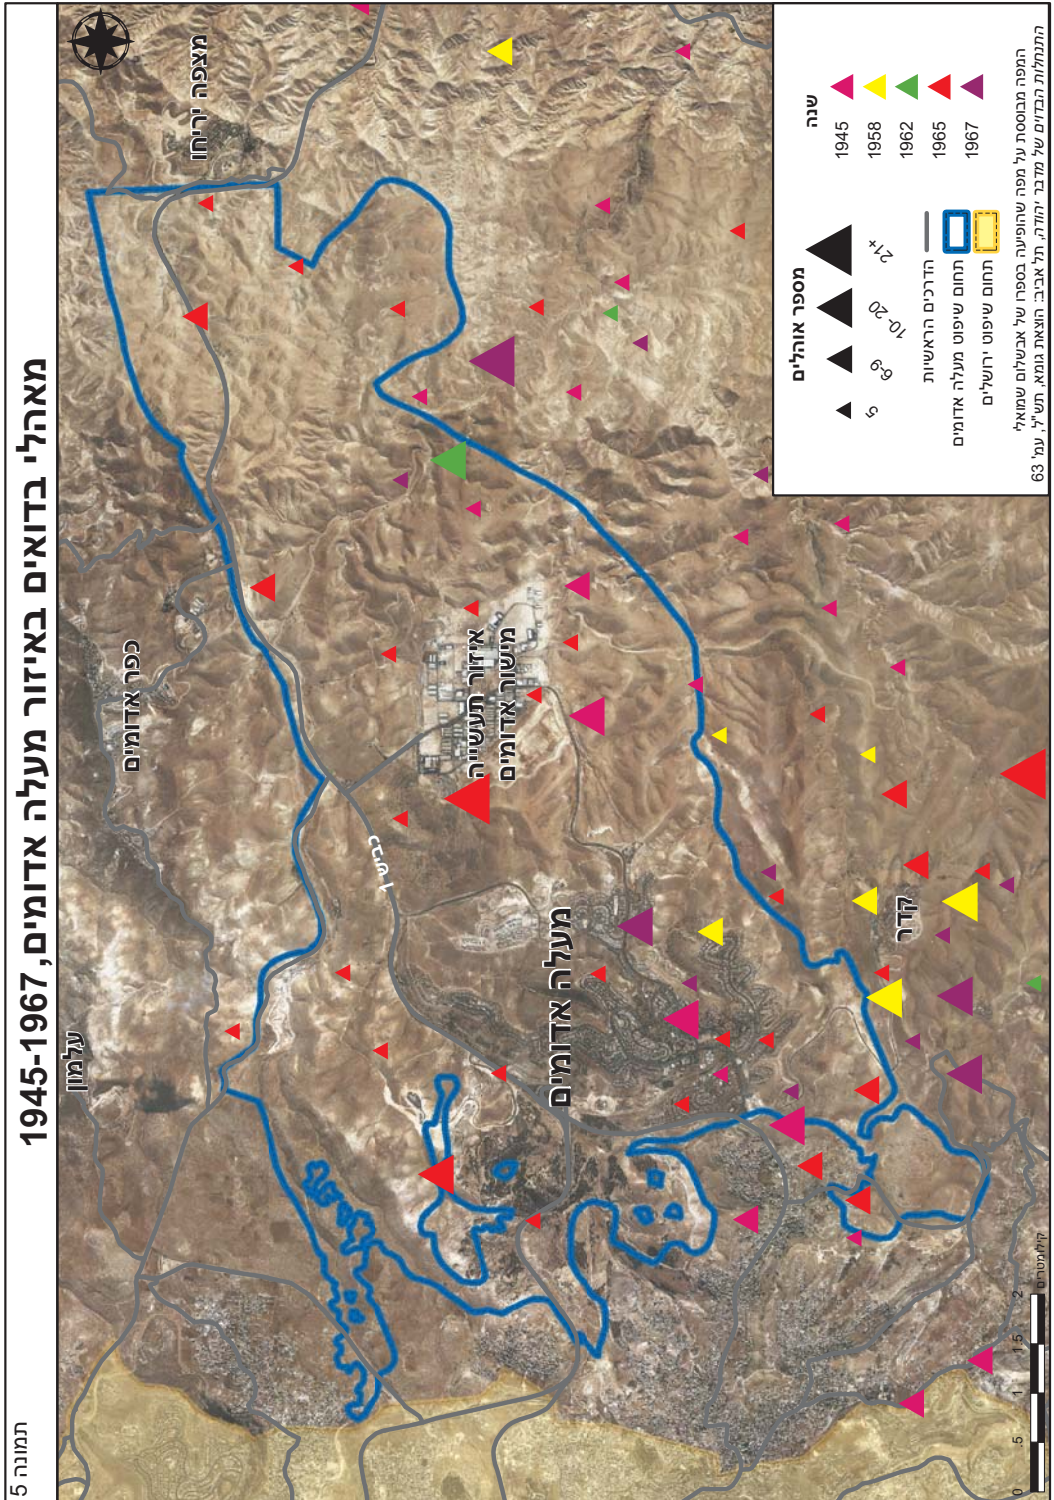 תמונה 5
מאהלי בדואים באיזור מעלה אדומים, 1945-1967
עלמון
כפר אדומים
מצפה יריחו
כביש 1
איזור תעשייה
מישור אדומים
מעלה אדומים
קדר
מספר אוהלים
5
6-9
10-20
21+
שנה
1945
1958
1962
1965
1967
הדרכים הראשיות
תחום שיפוט מעלה אדומים
תחום שיפוט ירושלים
המפה מבוססת על מפה שהופיעה בספרו של אבשלום שמואלי
התנחלות הבדווים של מדבר יהודה, תל אביב: הוצאת גומא, תש"ל, עמ' 63
0 .5 1 1.5 2
קילומטרים